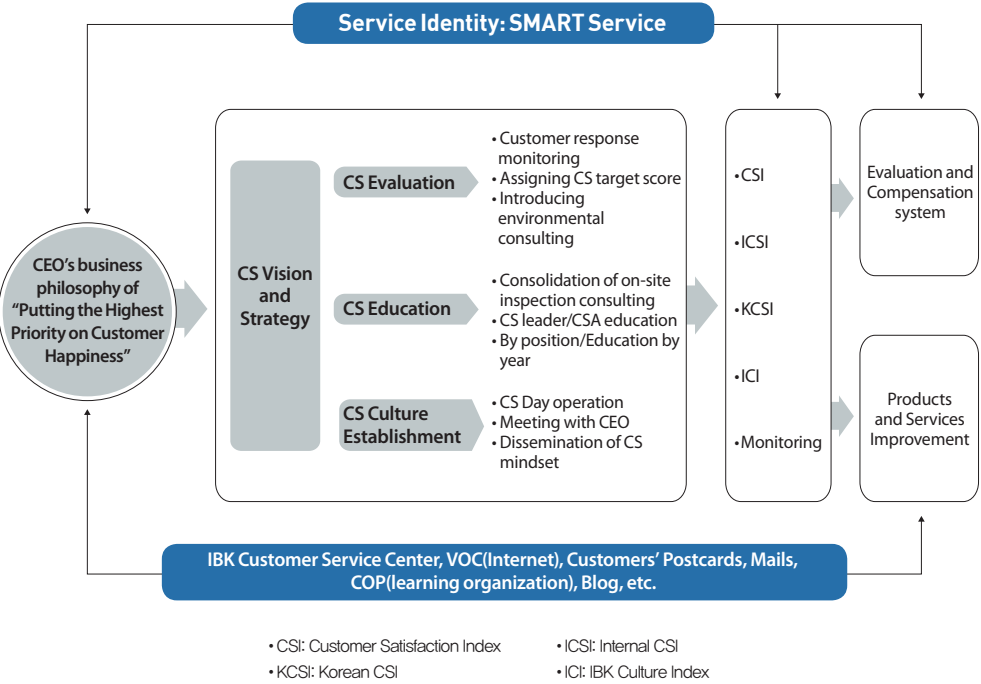 Service Identity: SMART Service
CEO's business
philosophy of
"Putting the Highest
Priority on Customer
Happiness"
CS Vision
and
Strategy
CS Evaluation
• Customer response
monitoring
• Assigning CS target score
• Introducing
environmental
consulting
CS Education
• Consolidation of on-site
inspection consulting
• CS leader/CSA education
• By position/Education by
year
CS Culture
Establishment
• CS Day operation
• Meeting with CEO
• Dissemination of CS
mindset
• CSI
• ICSI
• KCSI
• ICI
• Monitoring
Evaluation and
Compensation
system
Products
and Services
Improvement
IBK Customer Service Center, VOC(Internet), Customers' Postcards, Mails,
COP(learning organization), Blog, etc.
• CSI: Customer Satisfaction Index
• ICSI: Internal CSI
• KCSI: Korean CSI
• ICI: IBK Culture Index